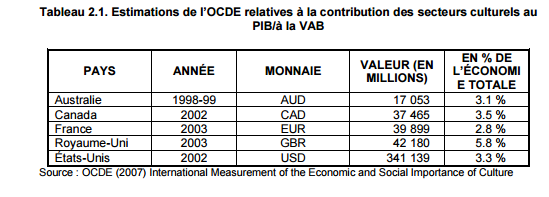 Tableau 2.1. Estimations de l'OCDE relatives à la contribution des secteurs culturels au
PIB/à la VAB
PAYS ANNÉE MONNAIE VALEUR (EN MILLIONS) EN % DE L'ÉCONOMI E TOTALE
Australie 1998-99 AUD 17 053 3.1 %
Canada 2002 CAD 37 465 3.5 %
France 2003 EUR 39 899 2.8 %
Royaume-Uni 2003 GBR 42 180 5.8 %
États-Unis 2002 USD 341 139 3.3 %
Source : OCDE (2007) International Measurement of the Economic and Social Importance of Culture